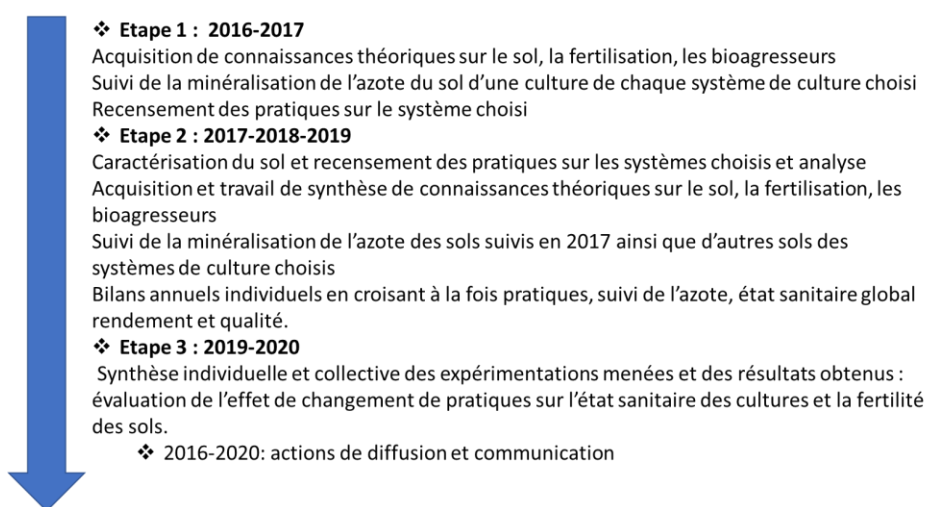 ❖ Etape 1 : 2016-2017
Acquisition de connaissances théoriques sur le sol, la fertilisation, les bioagresseurs
Suivi de la minéralisation de l'azote du sol d'une culture de chaque système de culture choisi
Recensement des pratiques sur le système choisi
❖ Etape 2 : 2017-2018-2019
Caractérisation du sol et recensement des pratiques sur les systèmes choisis et analyse
Acquisition et travail de synthèse de connaissances théoriques sur le sol, la fertilisation, les
bioagresseurs
Suivi de la minéralisation de l'azote des sols suivis en 2017 ainsi que d'autres sols des
systèmes de culture choisis
Bilans annuels individuels en croisant à la fois pratiques, suivi de l'azote, état sanitaire global
rendement et qualité.
❖ Etape 3 : 2019-2020
Synthèse individuelle et collective des expérimentations menées et des résultats obtenus :
évaluation de l'effet de changement de pratiques sur l'état sanitaire des cultures et la fertilité
des sols.
❖ 2016-2020: actions de diffusion et communication